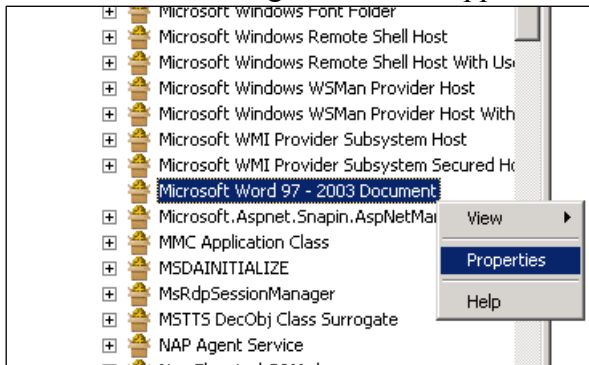 Microsoft Windows Font Folder
Microsoft Windows Remote Shell Host
Microsoft Windows Remote Shell Host With
Microsoft Windows WSMan Provider Host
Microsoft Windows WSMan Provider Host With
Microsoft WMI Provider Subsystem Host
Microsoft WMI Provider Subsystem Secured
Microsoft Word 97 - 2003 Document
Microsoft.Aspnet.Snapin.AspNetMa
View
MMC Application Class
Properties
MSDAINITIALIZE
MsRdpSessionManager
Help
MSTTS DecObj Class Surrogate
NAP Agent Service